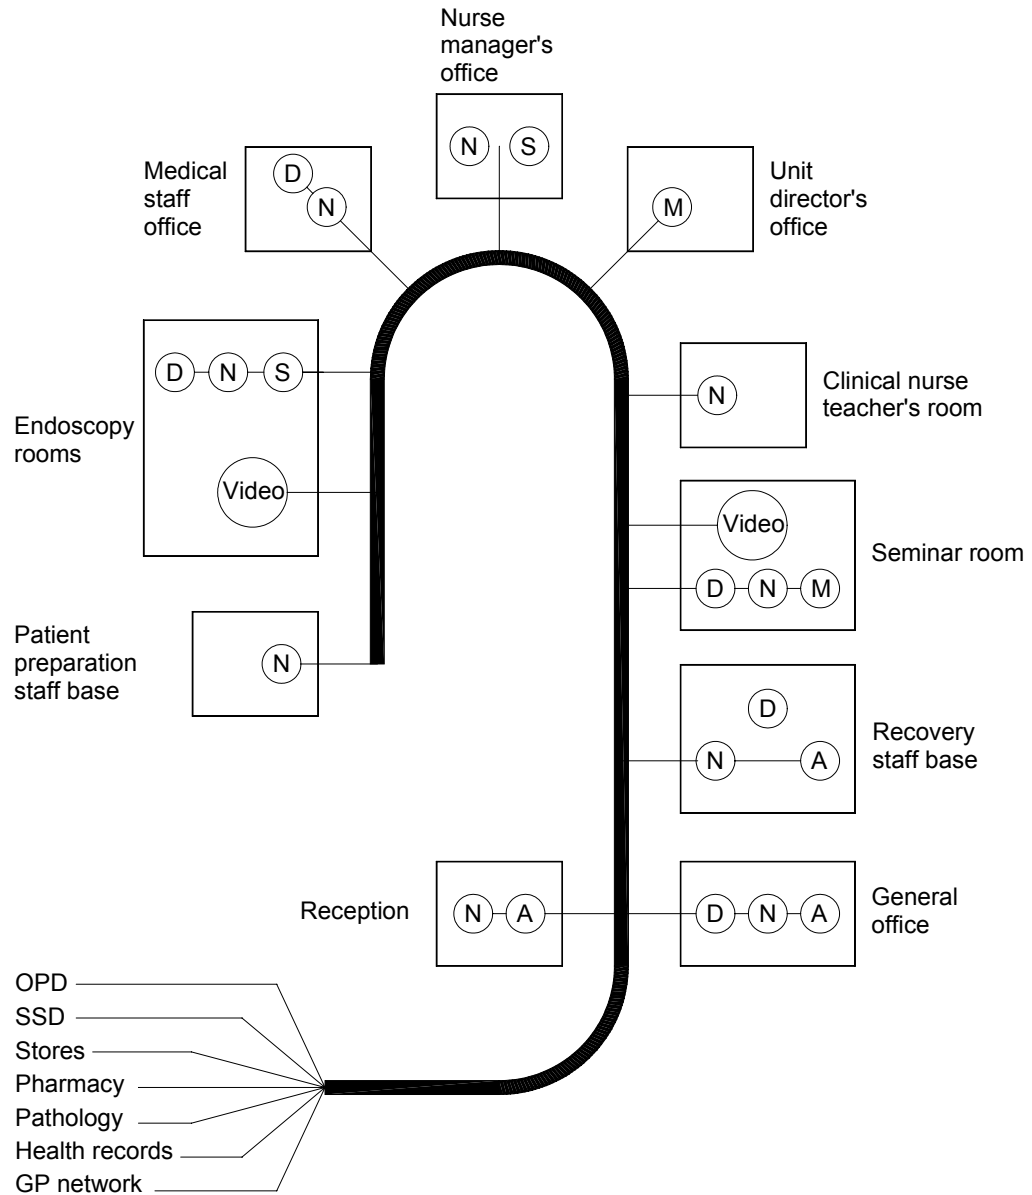 Nurse
manager's
office
N S
Medical
staff
office
D
N
Unit
director's
office
M
D N S
Endoscopy
rooms
Video
N
Clinical nurse
teacher's room
Video
Seminar room
D N M
Patient
preparation
staff base
N
D
Recovery
staff base
N A
Reception
N A
D N A
General
office
OPD
SSD
Stores
Pharmacy
Pathology
Health records
GP network